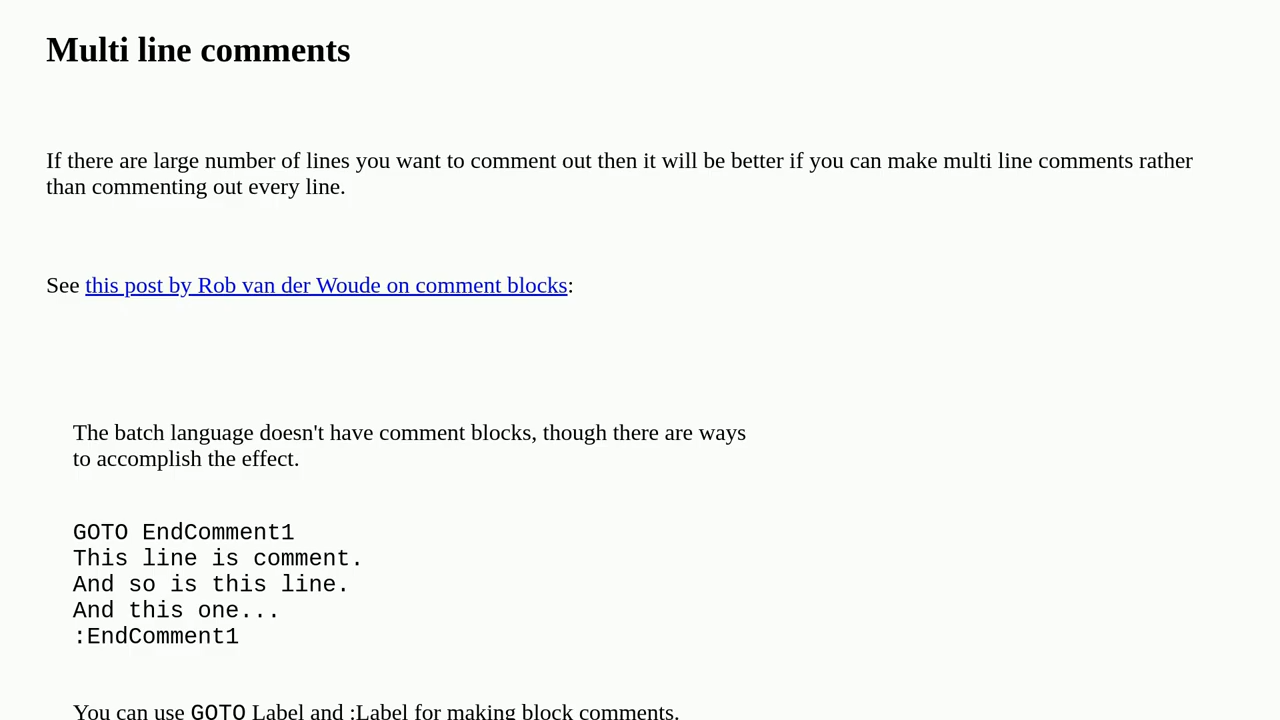 Multi line comments
If there are large number of lines you want to comment out then it will be better if you can make multi line comments rather
than commenting out every line.
See this post by Rob van der Woude on comment blocks:
The batch language doesn't have comment blocks, though there are ways
to accomplish the effect.
GOTO EndComment1
This line is comment.
And so is this line.
And this one...
:EndComment1
You can use GOTO Label and :Label for making block comments.